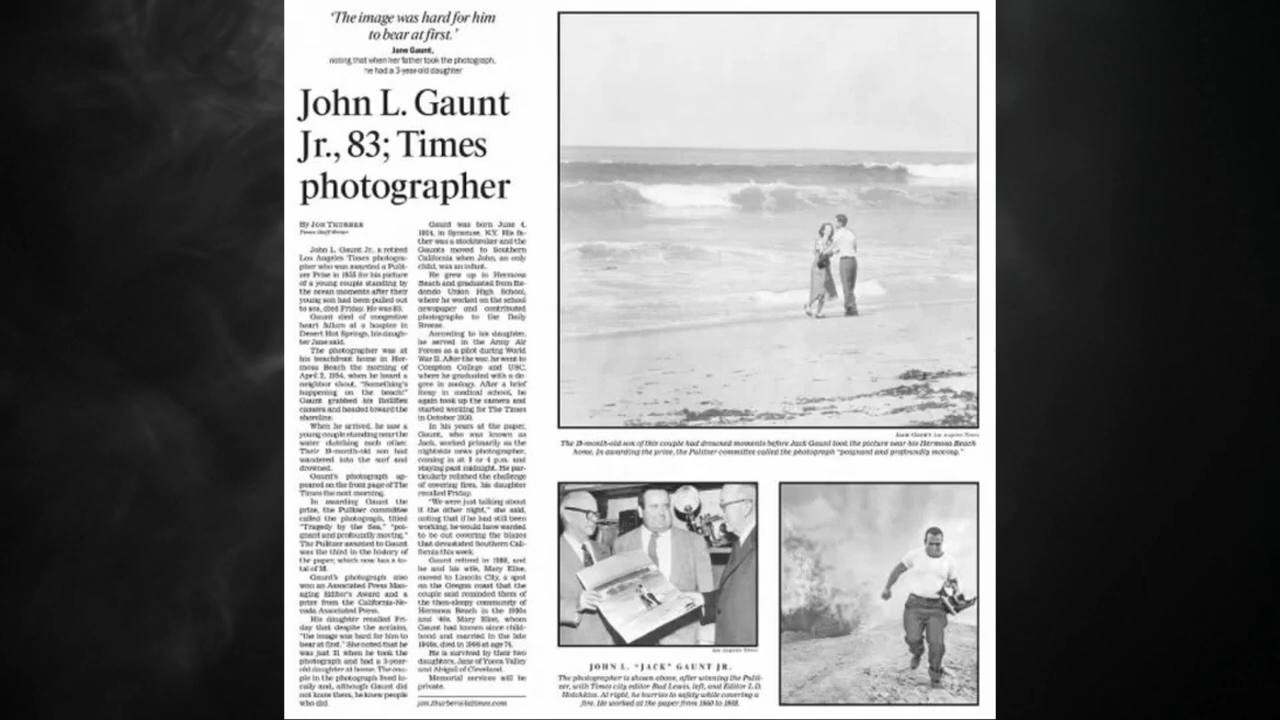 ‘The image was hard for him
to bear at first.’
Jane Gaunt,
noting that when her father took the photograph,
he had a 3-year-old daughter
John L. Gaunt
Jr., 83; Times
photographer
By Jon Thurber
Times Staff Writer
John L. Gaunt Jr., a retired
Los Angeles Times photogra-
pher who was awarded a Pulit-
zer Prize in 1955 for his picture
of a young couple standing by
the ocean moments after their
young son had been pulled out
to sea, died Friday. He was 83.
Gaunt died of congestive
heart failure at a hospice in
Desert Hot Springs, his daugh-
ter Jane said.
The photographer was at
his beachfront home in Her-
mosa Beach the morning of
April 2, 1954, when he heard a
neighbor shout, “Something’s
happening on the beach!”
Gaunt grabbed his Rolleiflex
camera and headed toward the
shoreline.
When he arrived, he saw a
young couple standing near the
water clutching each other.
Their 19-month-old son had
wandered into the surf and
drowned.
Gaunt’s photograph ap-
peared on the front page of The
Times the next morning.
In awarding Gaunt the
prize, the Pulitzer committee
called the photograph, titled
“Tragedy by the Sea,” “poi-
gnant and profoundly moving.”
The Pulitzer awarded to Gaunt
was the third in the history of
the paper, which now has a to-
tal of
Gaunt’s photograph also
won an Associated Press Man-
aging Editor’s Award and a
prize from the California-Ne-
vada Associated Press.
His daughter recalled Fri-
day that despite the acclaim,
“the image was hard for him to
bear at first.” She noted that he
was just 31 when he took the
photograph and had a 3-year-
old daughter at home. The cou-
ple in the photograph lived lo-
cally and, although Gaunt did
not know them, he knew people
who did.
Gaunt was born June 4,
1924, in Syracuse, N.Y. His fa-
ther was a stockbroker and the
Gaunts moved to Southern
California when John, an only
child, was an infant.
He grew up in Hermosa
Beach and graduated from Re-
dondo Union High School,
where he worked on the school
newspaper and contributed
photographs to the Daily
Breeze.
According to his daughter,
he served in the Army Air
Forces as a pilot during World
War II. After the war, he went to
Compton College and USC,
where he graduated with a de-
gree in zoology. After a brief
foray in medical school, he
again took up the camera and
started working for The Times
in October 1950.
In his years at the paper,
Gaunt, who was known as
Jack, worked primarily as the
nightside news photographer,
coming in at 3 or 4 p.m. and
staying past midnight. He par-
ticularly relished the challenge
of covering fires, his daughter
recalled Friday.
“We were just talking about
it the other night,” she said,
noting that if he had still been
working, he would have wanted
to be out covering the blazes
that devastated Southern Cali-
fornia this week.
Gaunt retired in 1988, and
he and his wife, Mary Elise,
moved to Lincoln City, a spot
on the Oregon coast that the
couple said reminded them of
the then-sleepy community of
Hermosa Beach in the 1930s
and ’40s. Mary Elise, whom
Gaunt had known since child-
hood and married in the late
1940s, died in 1996 at age 74.
He is survived by their two
daughters, Jane of Yucca Valley
and Abigail of Cleveland.
Memorial services will be
private.
jon.thurber@latimes.com
Jack Gaunt Los Angeles Times
The 19-month-old son of this couple had drowned moments before Jack Gaunt took the picture near his Hermosa Beach
home. In awarding the prize, the Pulitzer committee called the photograph “poignant and profoundly moving.”
Los Angeles Times
JOHN L. “JACK” GAUNT JR.
The photographer is shown above, after winning the Pulit-
zer, with Times city editor Bud Lewis, left, and Editor L.D.
Hotchkiss. At right, he hurries to safety while covering a
fire. He worked at the paper from 1950 to 1988.